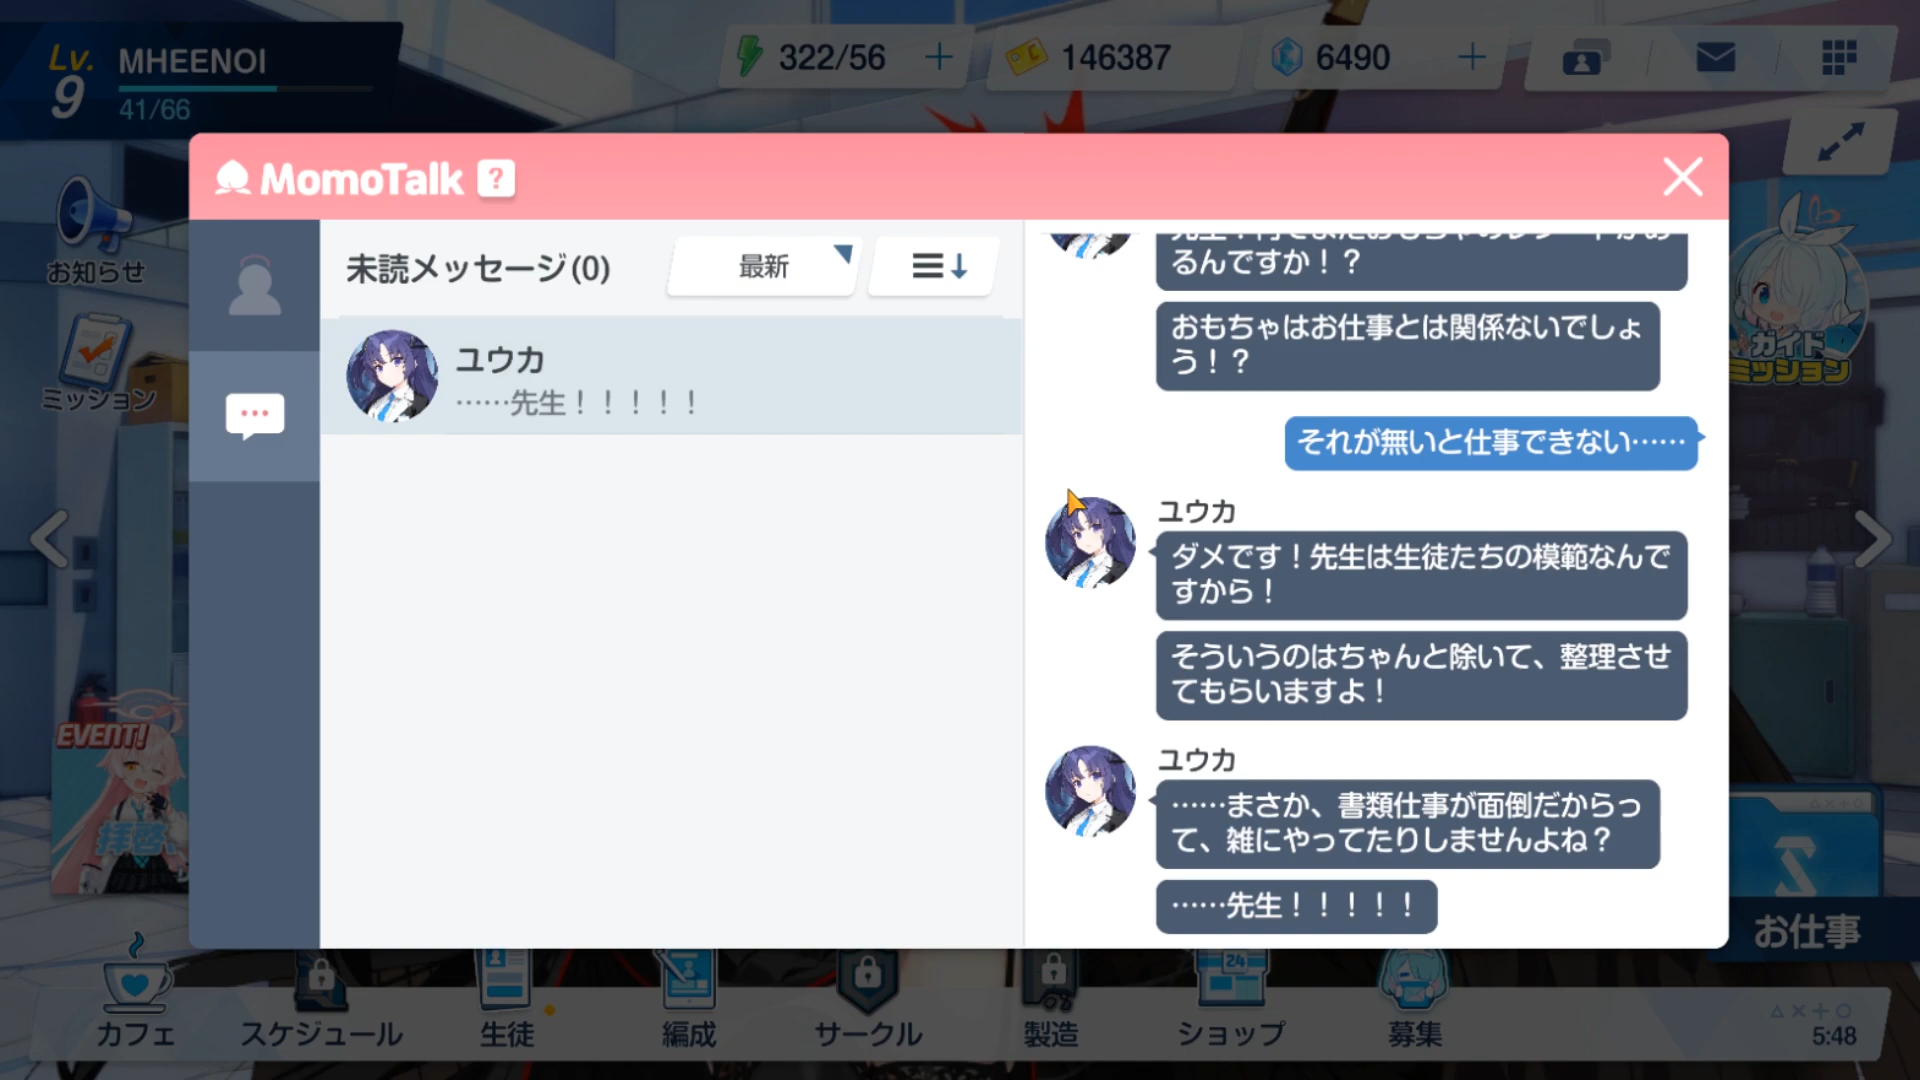 Lv.
9
MHEENOI
41/66
322/56
146387
6490
MomoTalk ?
お知らせ
ミッション
ガイド
ミッション
未読メッセージ(0)
最新
ユウカ
……先生！！！！！
るんですか！？
おもちゃはお仕事とは関係ないでしょ
う！？
それが無いと仕事できない……
ユウカ
ダメです！先生は生徒たちの模範なんで
すから！
そういうのはちゃんと除いて、整理させ
てもらいますよ！
ユウカ
……まさか、書類仕事が面倒だからっ
て、雑にやってたりしませんよね？
……先生！！！！！
EVENT!
拝啓、
お仕事
24
カフェ
スケジュール
生徒
編成
サークル
製造
ショップ
募集
5:48